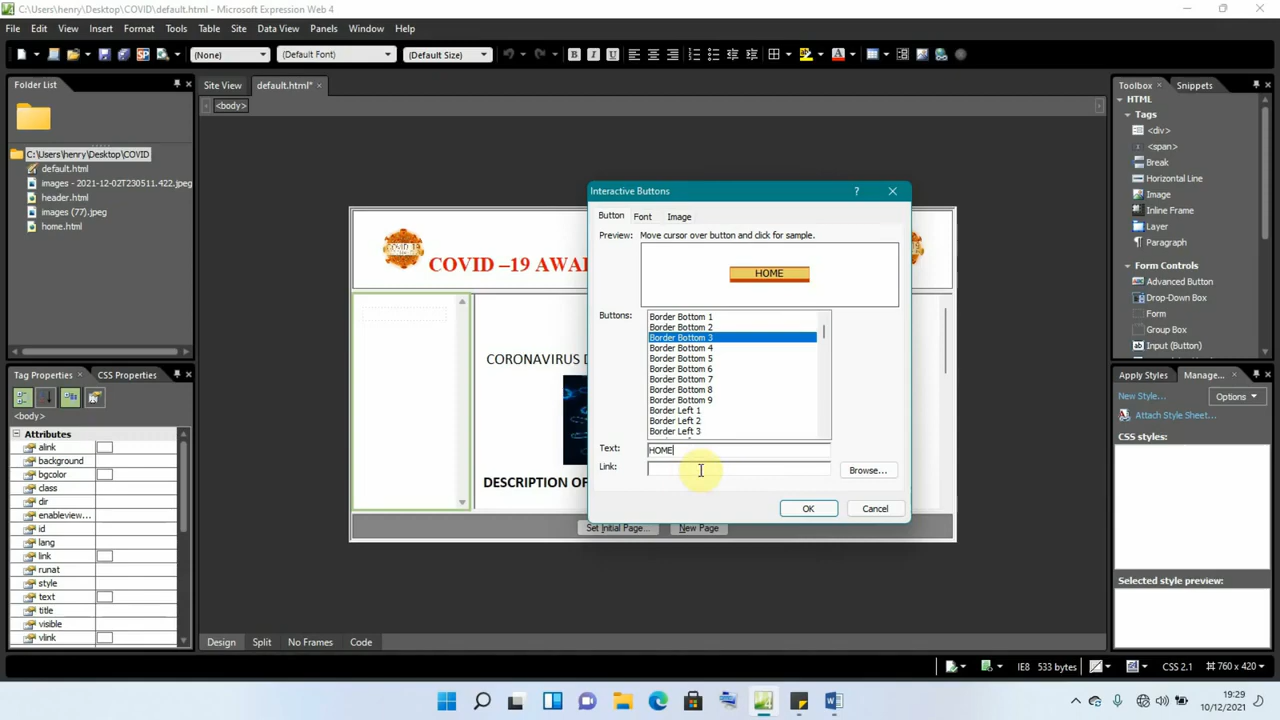 C:\Users\henry\Desktop\COVID\default.html - Microsoft Expression Web 4
File Edit View Insert Format Tools Table Site Data View Panels Window Help
(None) (Default Font) (Default Size) B I U
Folder List
C:\Users\henry\Desktop\COVID
default.html
images - 2021-12-02T230511.422.jpeg
header.html
images (77).jpeg
home.html
Tag Properties CSS Properties
<body>
Attributes
alink
background
bgcolor
class
dir
enableview...
id
lang
link
runat
style
text
title
visible
vlink
Site View default.html*
<body>
COVID –19 AWA
CORONAVIRUS D
DESCRIPTION OF
Set Initial Page... New Page
Design Split No Frames Code
Interactive Buttons ?
Button Font Image
Preview: Move cursor over button and click for sample.
HOME
Buttons:
Border Bottom 1
Border Bottom 2
Border Bottom 3
Border Bottom 4
Border Bottom 5
Border Bottom 6
Border Bottom 7
Border Bottom 8
Border Bottom 9
Border Left 1
Border Left 2
Border Left 3
Text: HOME
Link: Browse...
OK Cancel
Toolbox Snippets
HTML
Tags
<div>
<span>
Break
Horizontal Line
Image
Inline Frame
Layer
Paragraph
Form Controls
Advanced Button
Drop-Down Box
Form
Group Box
Input (Button)
Apply Styles Manage...
New Style... Options
Attach Style Sheet...
CSS styles:
Selected style preview:
IE8 533 bytes CSS 2.1 760 x 420
19:29
10/12/2021